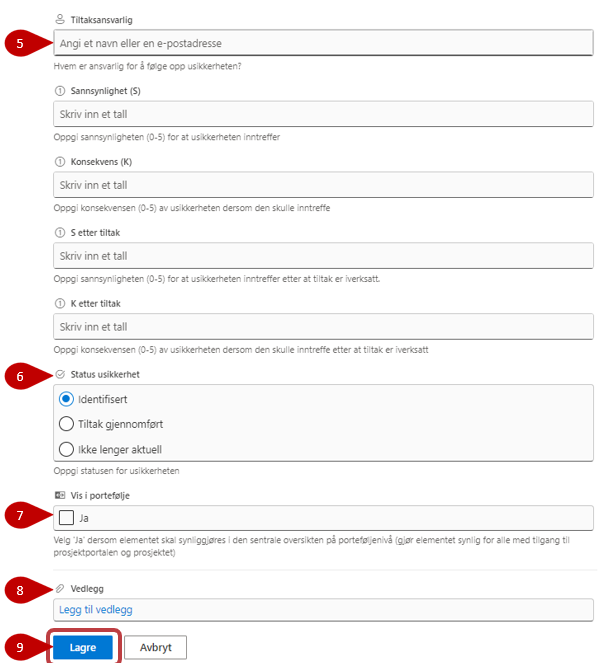 Tiltaksansvarlig
5
Angi et navn eller en e-postadresse
Hvem er ansvarlig for å følge opp usikkerheten?
Sannsynlighet (S)
Skriv inn et tall
Oppgi sannsynligheten (0-5) for at usikkerheten inntreffer
Konsekvens (K)
Skriv inn et tall
Oppgi konsekvensen (0-5) av usikkerheten dersom den skulle inntreffe
S etter tiltak
Skriv inn et tall
Oppgi sannsynligheten (0-5) for at usikkerheten inntreffer etter at tiltak er iverksatt.
K etter tiltak
Skriv inn et tall
Oppgi konsekvensen (0-5) av usikkerheten dersom den skulle inntreffe etter at tiltak er iverksatt
6 Status usikkerhet
Identifisert
Tiltak gjennomført
Ikke lenger aktuell
Oppgi statusen for usikkerheten
Vis i portefølje
7 Ja
Velg 'Ja' dersom elementet skal synliggjøres i den sentrale oversikten på porteføljenivå (gjør elementet synlig for alle med tilgang til
prosjektportalen og prosjektet)
8 Vedlegg
Legg til vedlegg
9 Lagre Avbryt